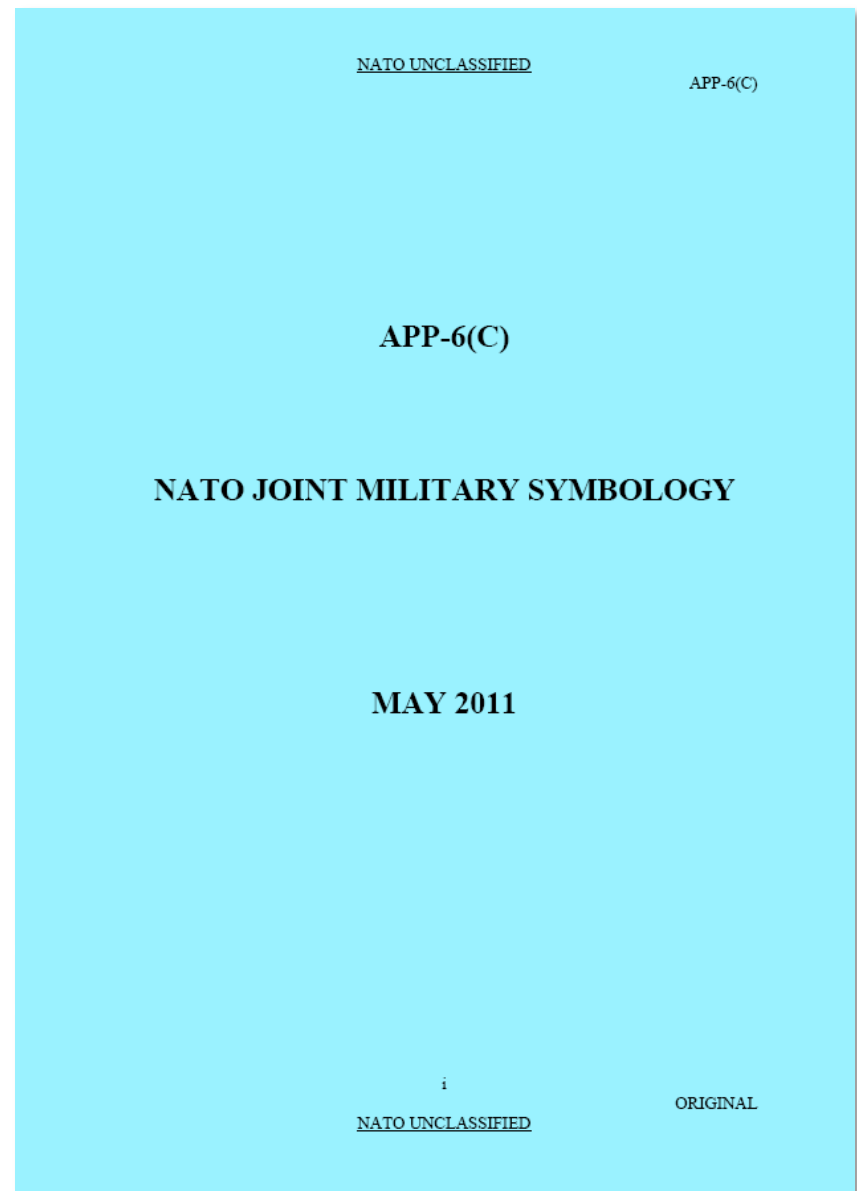 NATO UNCLASSIFIED
APP-6(C)
APP-6(C)
NATO JOINT MILITARY SYMBOLOGY
MAY 2011
i
ORIGINAL
NATO UNCLASSIFIED